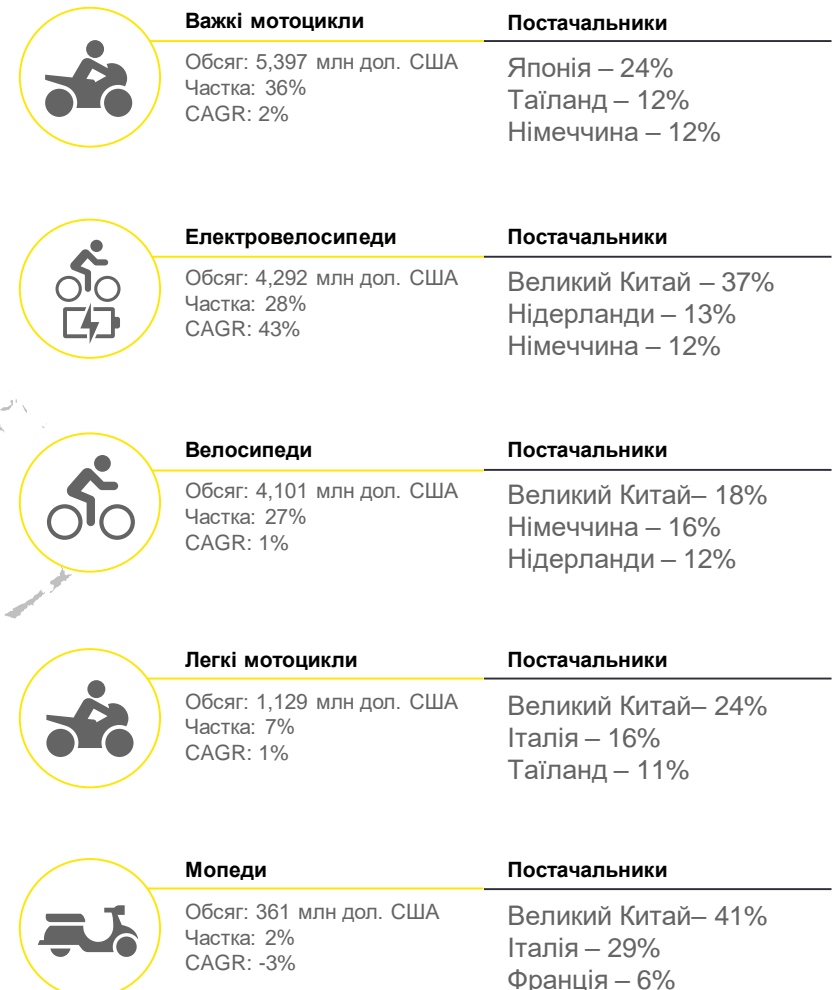 Важкі мотоцикли
Обсяг: 5,397 млн дол. США
Частка: 36%
CAGR: 2%
Постачальники
Японія – 24%
Таїланд – 12%
Німеччина – 12%
Електровелосипеди
Обсяг: 4,292 млн дол. США
Частка: 28%
CAGR: 43%
Постачальники
Великий Китай – 37%
Нідерланди – 13%
Німеччина – 12%
Велосипеди
Обсяг: 4,101 млн дол. США
Частка: 27%
CAGR: 1%
Постачальники
Великий Китай– 18%
Німеччина – 16%
Нідерланди – 12%
Легкі мотоцикли
Обсяг: 1,129 млн дол. США
Частка: 7%
CAGR: 1%
Постачальники
Великий Китай– 24%
Італія – 16%
Таїланд – 11%
Мопеди
Обсяг: 361 млн дол. США
Частка: 2%
CAGR: -3%
Постачальники
Великий Китай– 41%
Італія – 29%
Франція – 6%